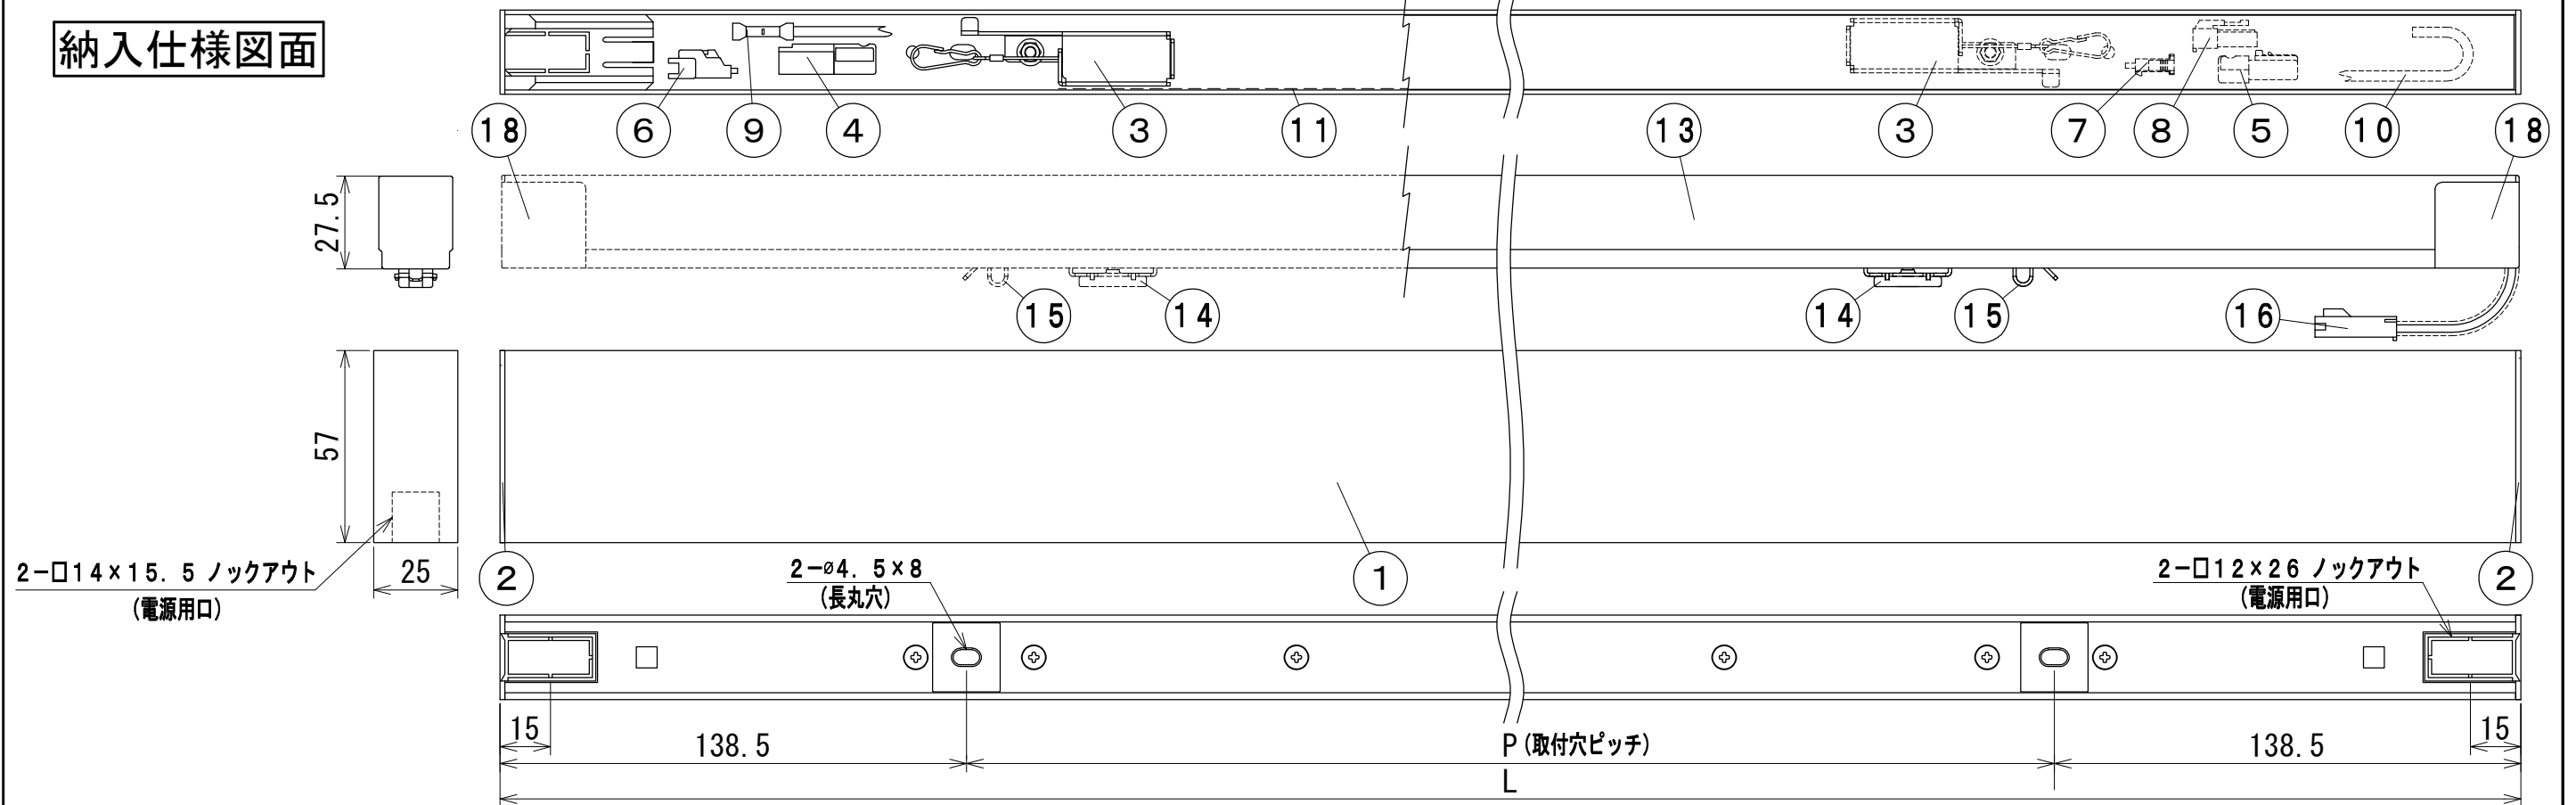 納入仕様図面
18 6 9 4 3 11 13 3 7 8 5 10 18
27.5
15 14 14 15 16
57
25
2-□14×15.5 ノックアウト
(電源用口)
2 1 2
2-ø4.5×8
(長丸穴)
2-□12×26 ノックアウト
(電源用口)
15 15
138.5 P(取付穴ピッチ) 138.5
L